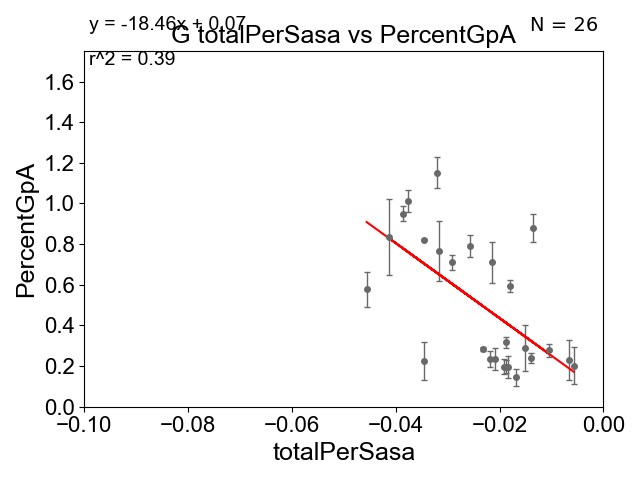 y = -18.46x + 0.07
N = 26
G totalPerSasa vs PercentGpA
r^2 = 0.39
PercentGpA
1.6
1.4
1.2
1.0
0.8
0.6
0.4
0.2
0.0
−0.10 −0.08 −0.06 −0.04 −0.02 0.00
totalPerSasa